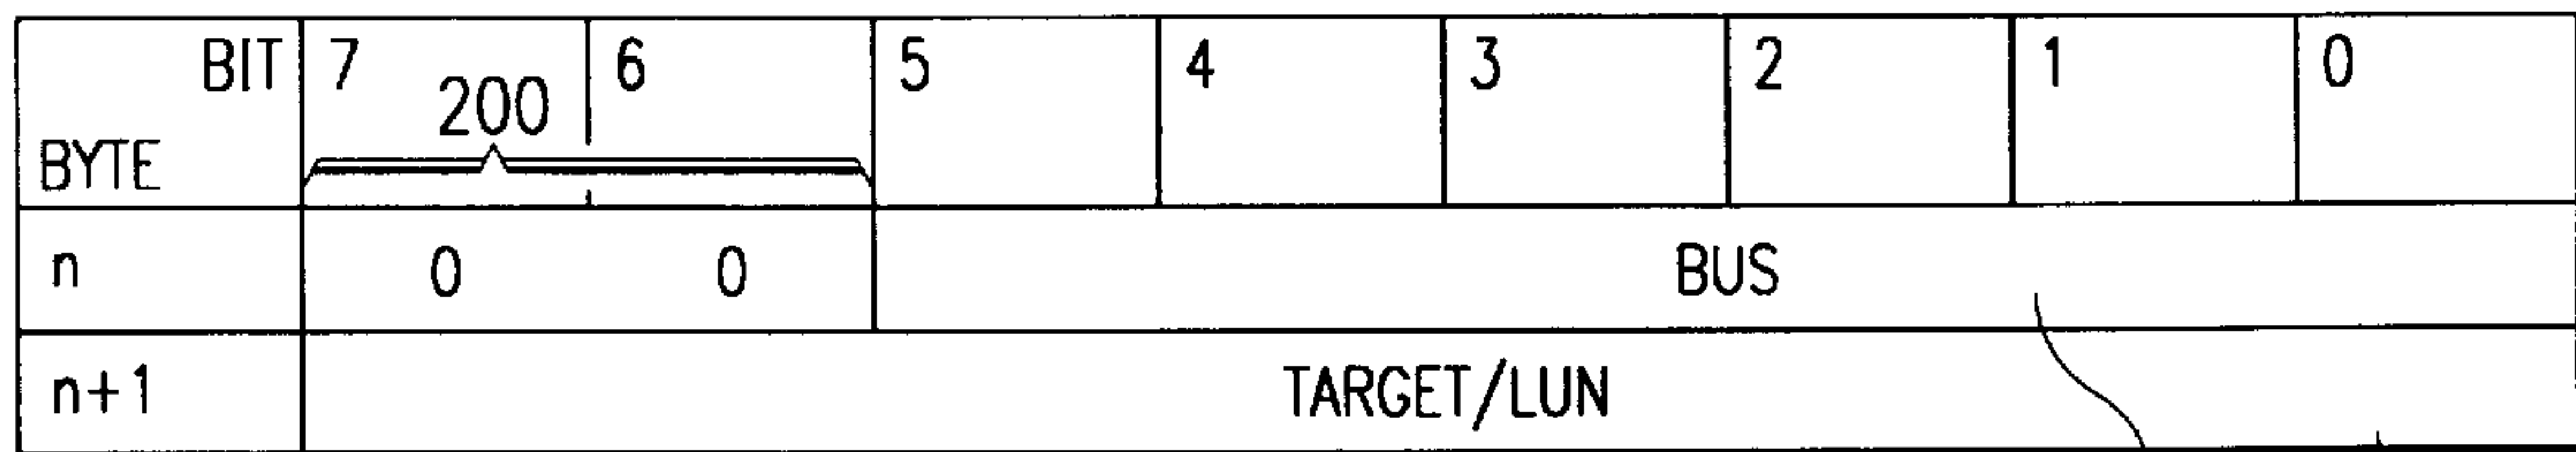 BIT 7 6 5 4 3 2 1 0
200
BYTE
n 0 0 BUS
n+1 TARGET/LUN